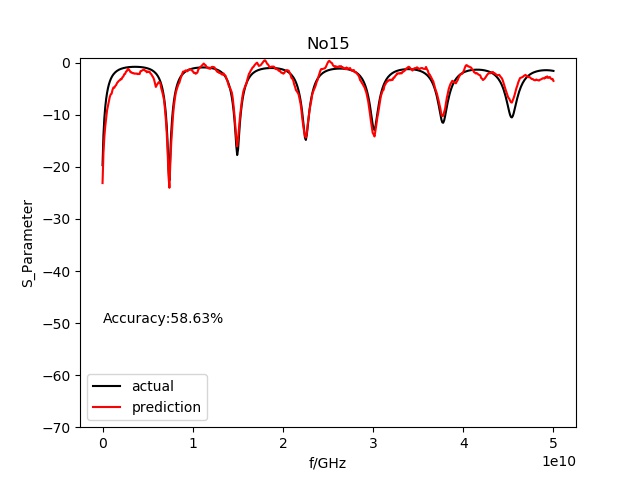 No15
0
−10
−20
−30
−40
−50
−60
−70
S_Parameter
Accuracy:58.63%
actual
prediction
0 1 2 3 4 5
1e10
f/GHz